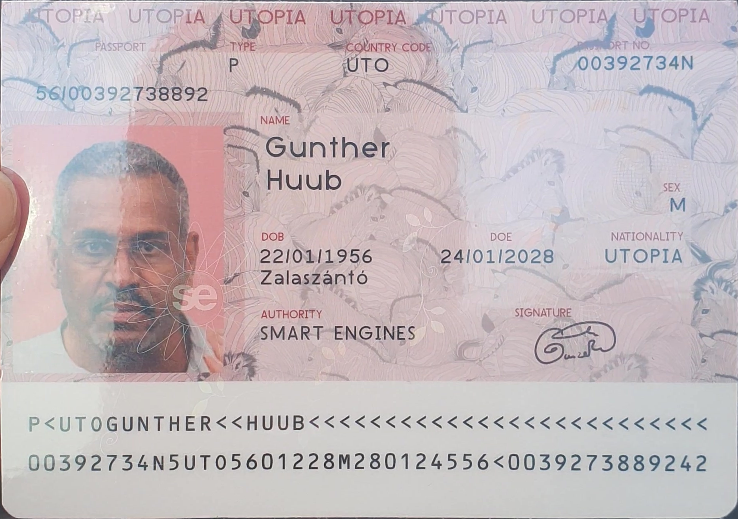 UTOPIA UTOPIA UTOPIA UTOPIA UTOPIA UTOPIA UTOPIA
PASSPORT TYPE COUNTRY CODE PASSPORT NO
P UTO 00392734N
56/00392738892
NAME
Gunther
Huub
SEX
M
DOB DOE NATIONALITY
22/01/1956 24/01/2028 UTOPIA
Zalaszántó
AUTHORITY SIGNATURE
SMART ENGINES
se
P<UTOGUNTHER<<HUUB<<<<<<<<<<<<<<<<<<<<<<<<<<
00392734N5UTO5601228M280124556<0039273889242